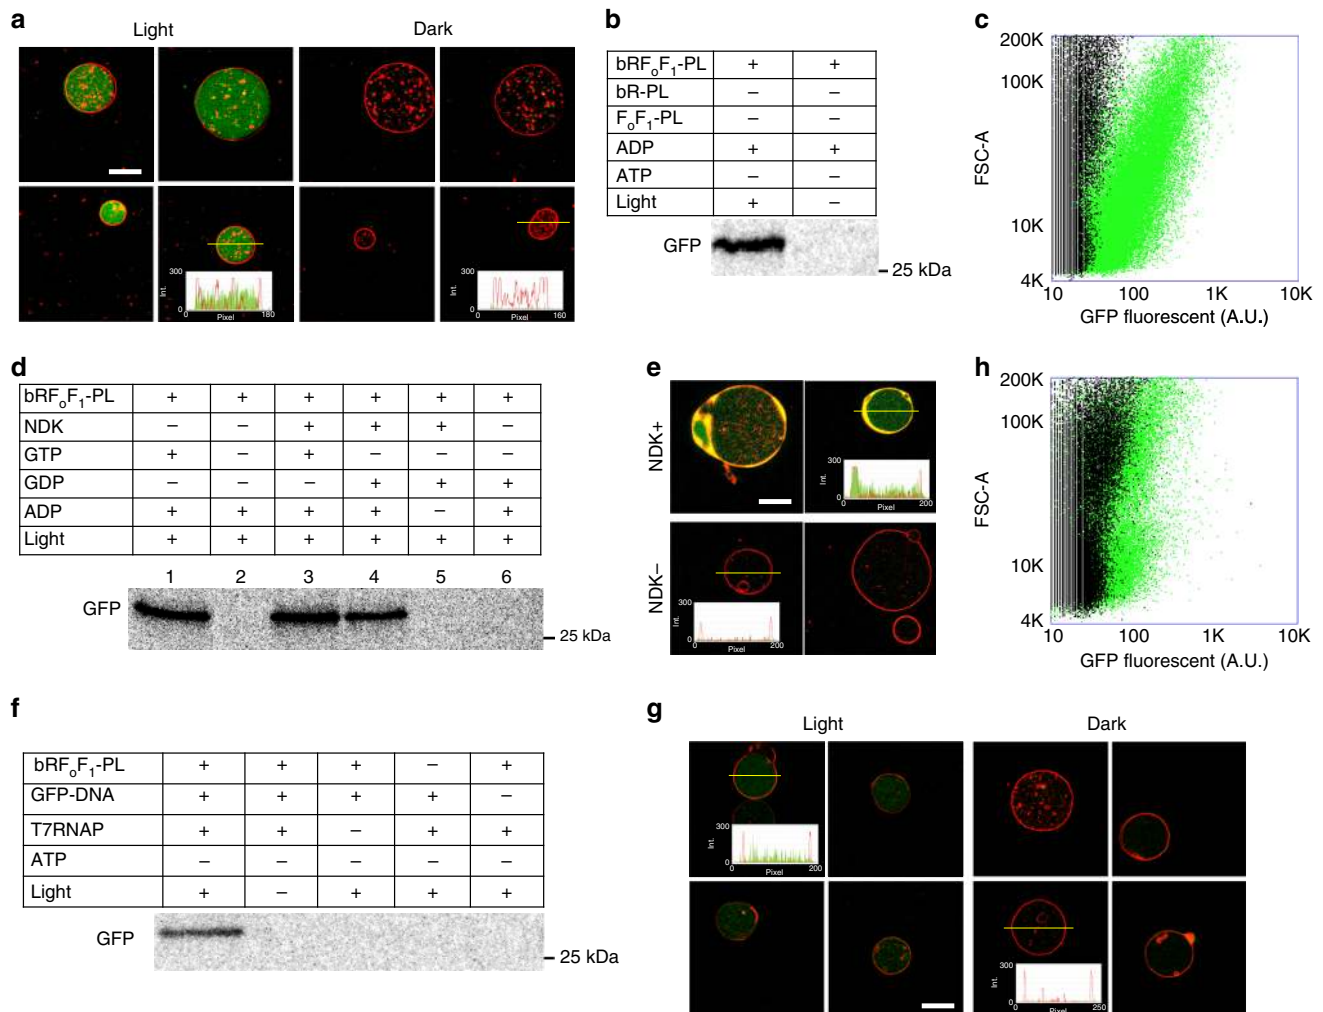 a
Light Dark
300
Int.
0
0 Pixel 180
300
Int.
0
0 Pixel 160
b
bRFoF1-PL + +
bR-PL – –
FoF1-PL – –
ADP + +
ATP – –
Light + –
GFP
25 kDa
c
200K
100K
FSC-A
10K
4K
10 100 1K 10K
GFP fluorescent (A.U.)
d
bRFoF1-PL + + + + + +
NDK – – + + + –
GTP + – + – – –
GDP – – – + + +
ADP + + + + – +
Light + + + + + +
1 2 3 4 5 6
GFP
25 kDa
e
NDK+
300
Int.
0
0 Pixel 200
NDK–
300
Int.
0
0 Pixel 200
h
200K
100K
FSC-A
10K
4K
10 100 1K 10K
GFP fluorescent (A.U.)
f
bRFoF1-PL + + + – +
GFP-DNA + + + + –
T7RNAP + + – + +
ATP – – – – –
Light + – + + +
GFP
25 kDa
g
Light Dark
300
Int.
0
0 Pixel 200
300
Int.
0
0 Pixel 250